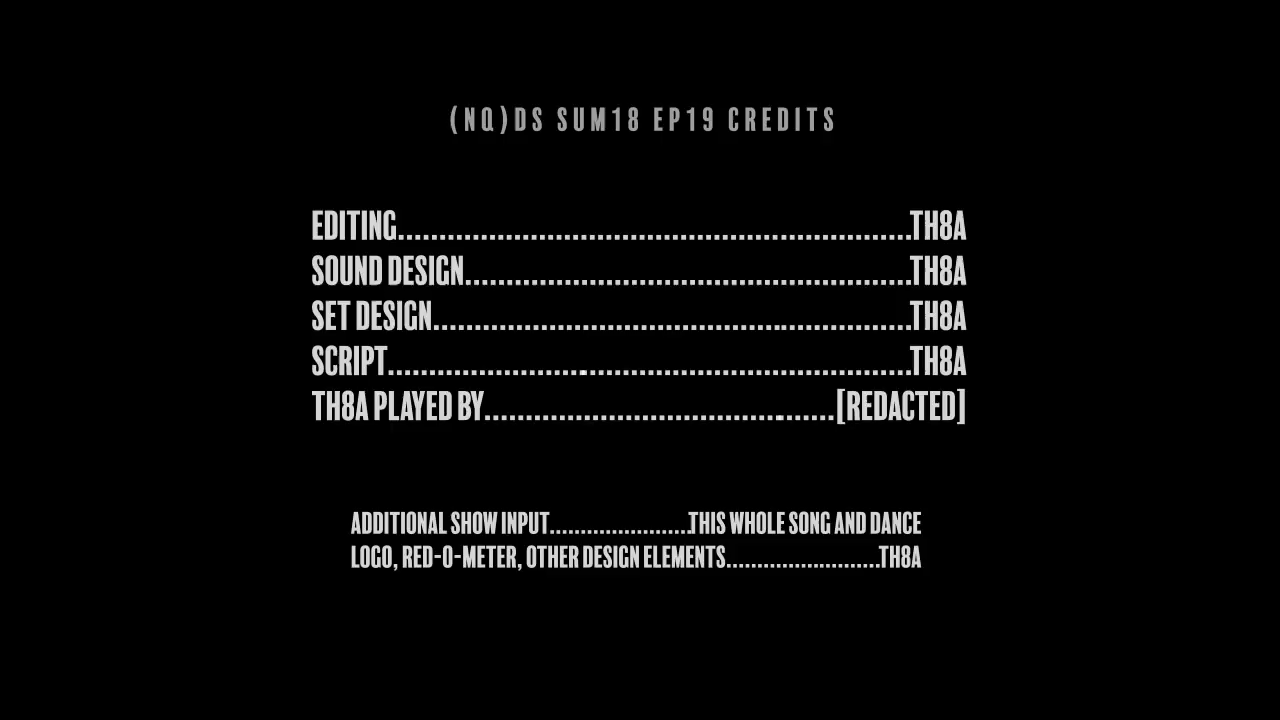 (NQ)DS SUM18 EP19 CREDITS
EDITING..............................................................TH8A
SOUND DESIGN......................................................TH8A
SET DESIGN..........................................................TH8A
SCRIPT...............................................................TH8A
TH8A PLAYED BY..........................................[REDACTED]
ADDITIONAL SHOW INPUT.......................THIS WHOLE SONG AND DANCE
LOGO, RED-O-METER, OTHER DESIGN ELEMENTS.........................TH8A